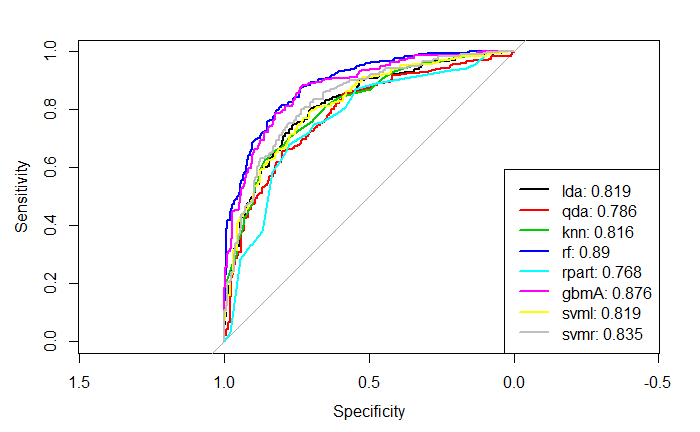 1.0
0.8
0.6
0.4
0.2
0.0
Sensitivity
lda: 0.819
qda: 0.786
knn: 0.816
rf: 0.89
rpart: 0.768
gbmA: 0.876
svml: 0.819
svmr: 0.835
1.5 1.0 0.5 0.0 -0.5
Specificity